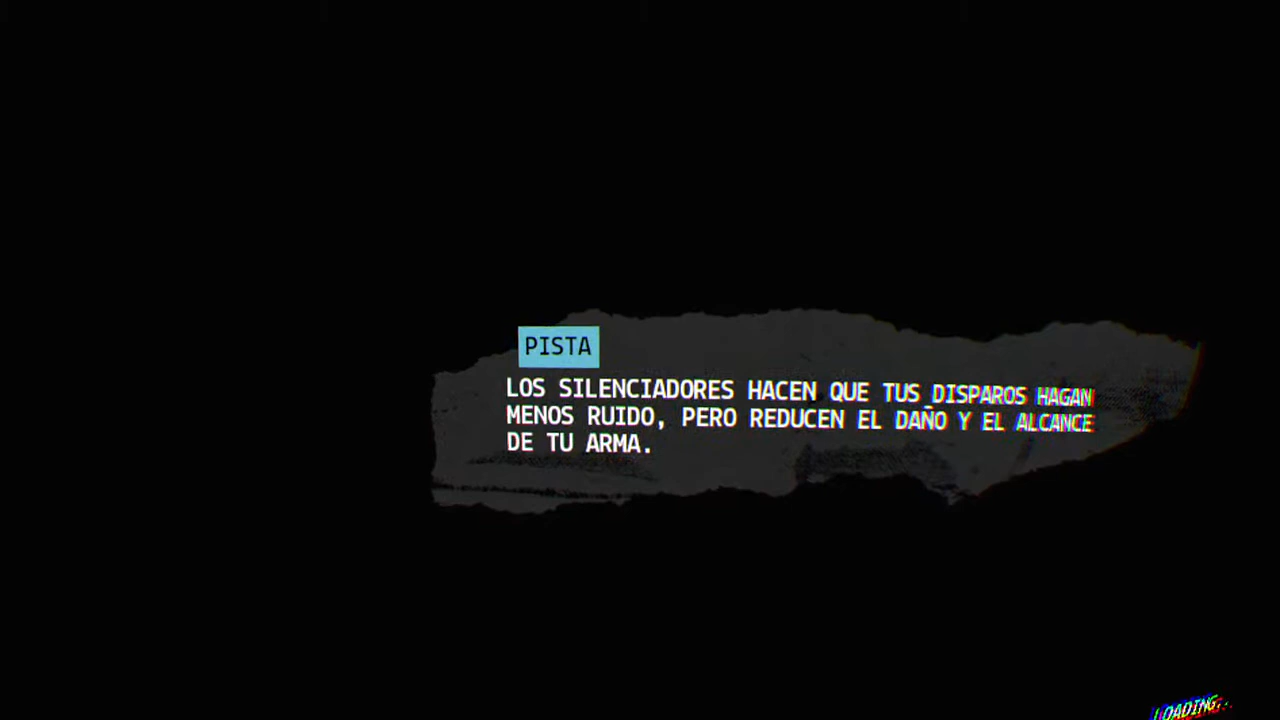 PISTA
LOS SILENCIADORES HACEN QUE TUS DISPAROS HAGAN
MENOS RUIDO, PERO REDUCEN EL DAÑO Y EL ALCANCE
DE TU ARMA.
LOADING...